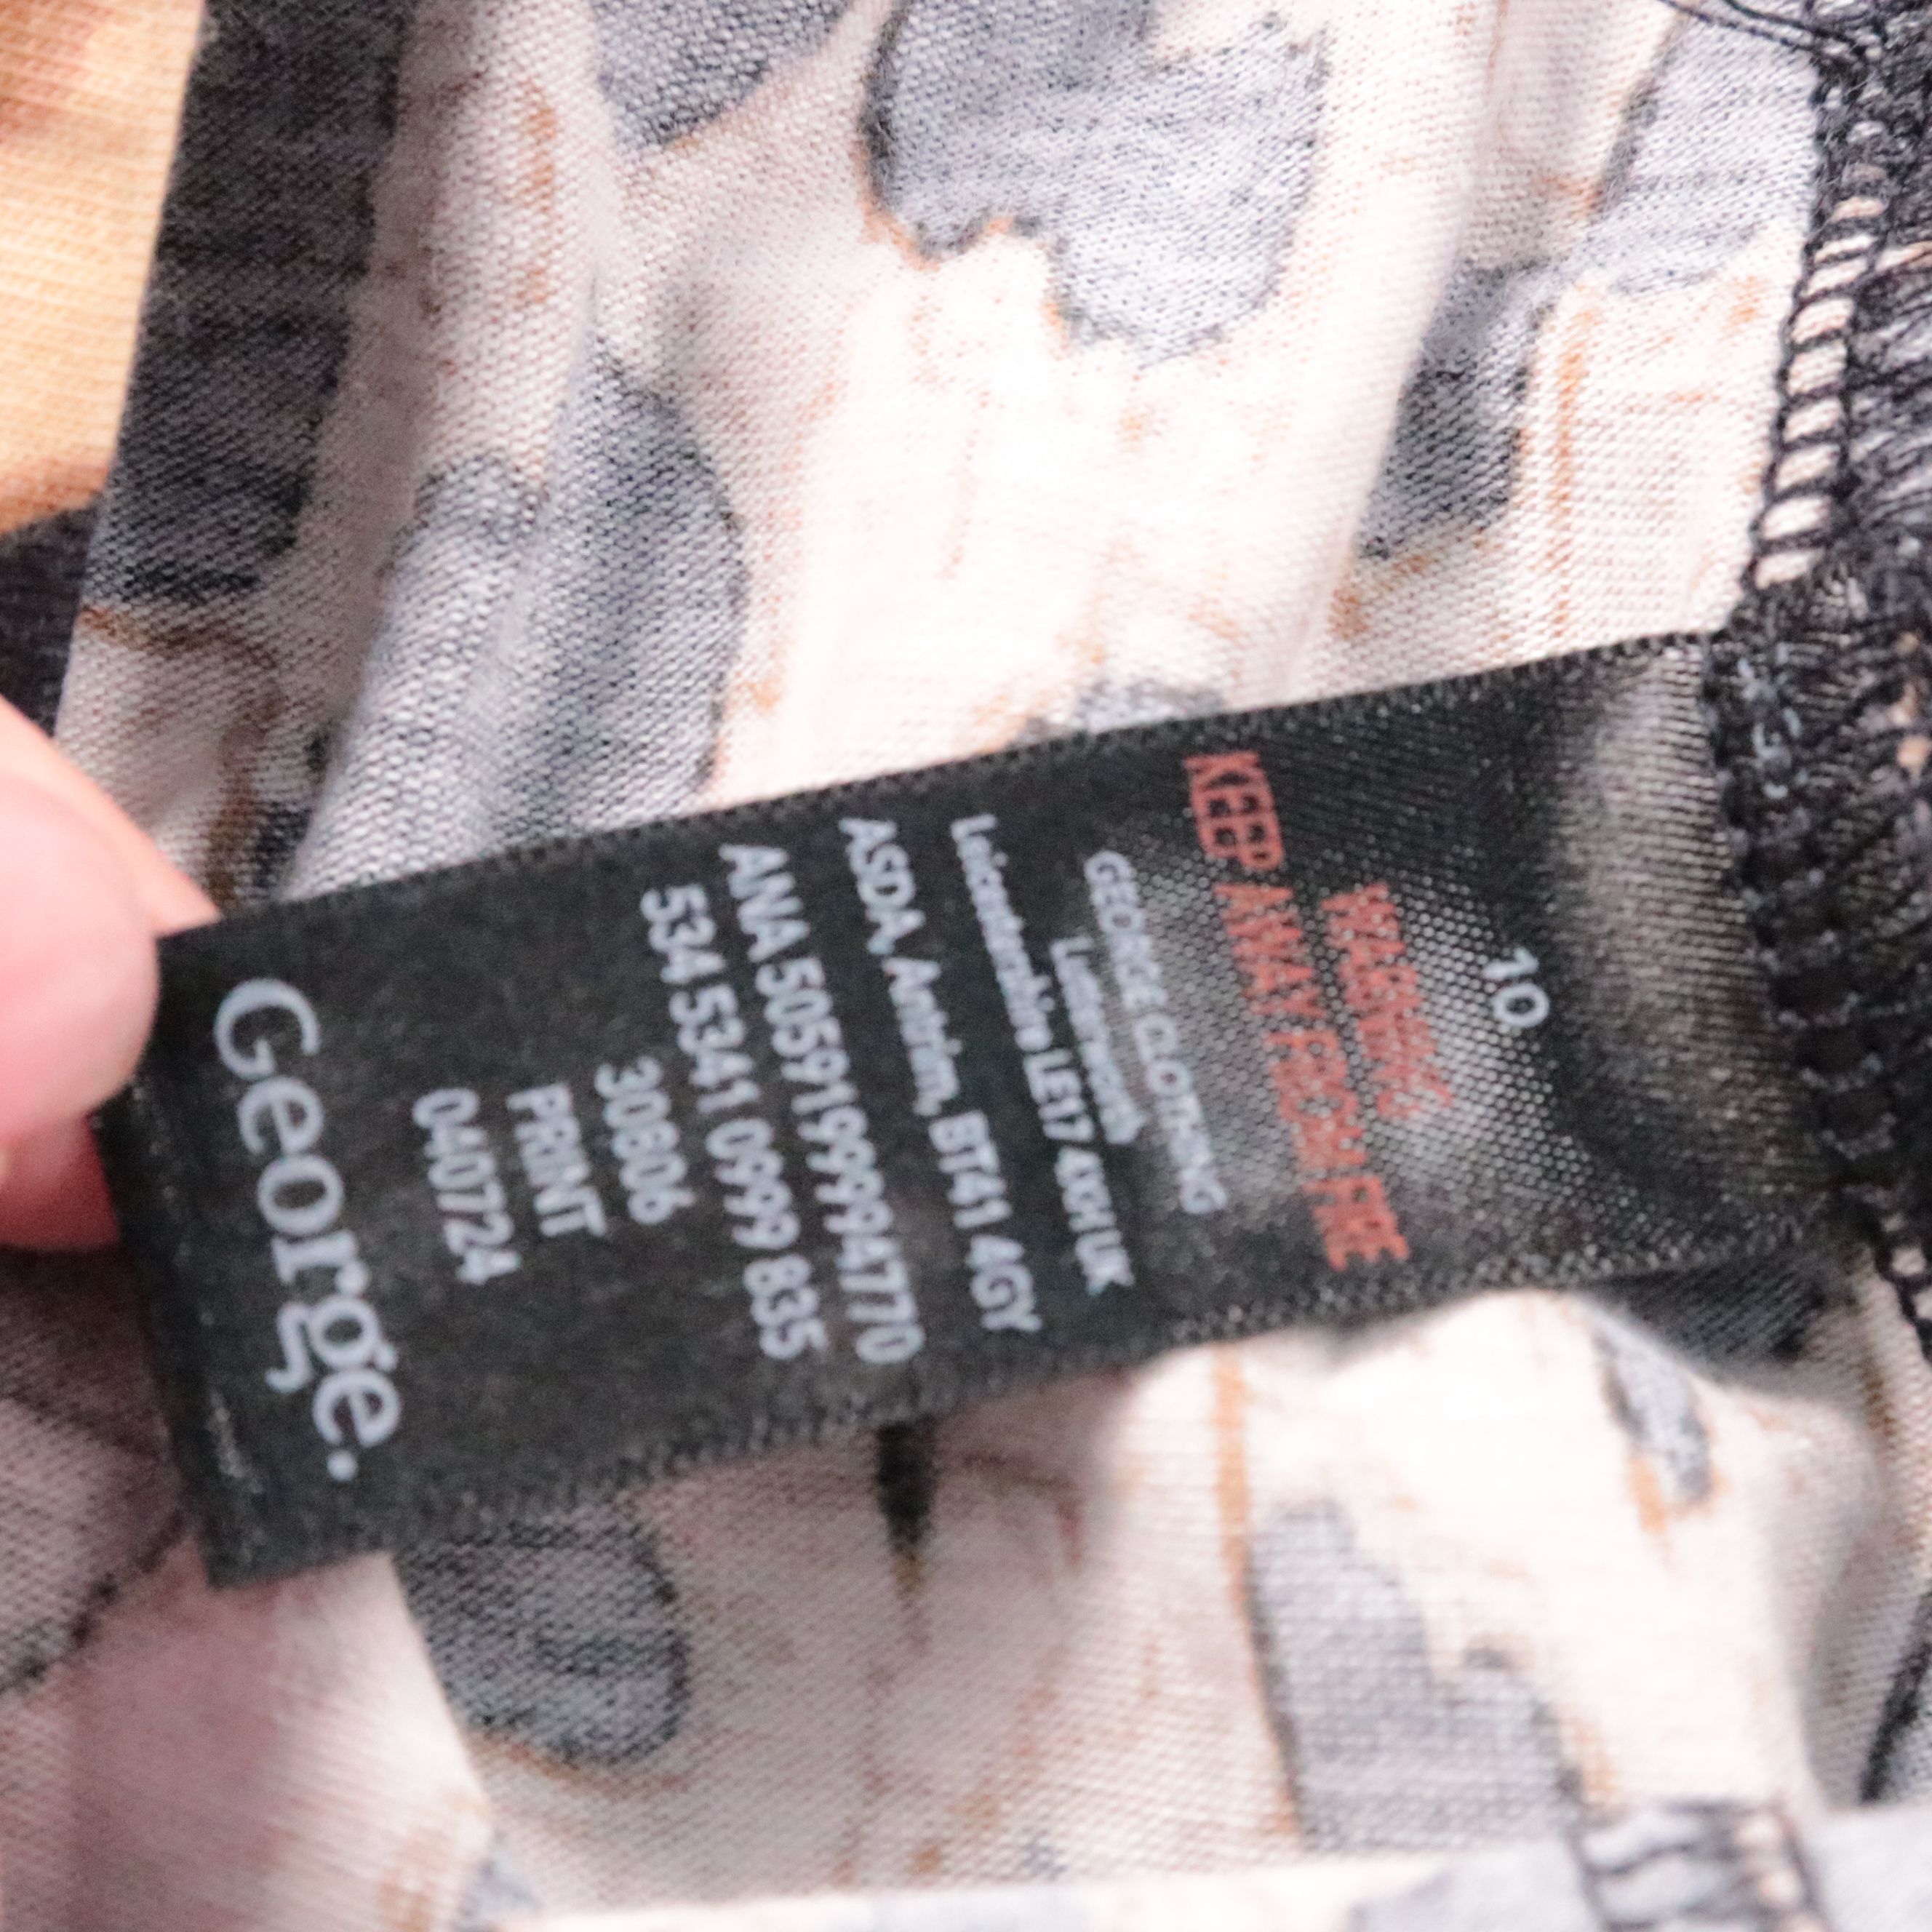 10
WARNING
KEEP AWAY FROM FIRE
GEORGE CLOTHING
Lutterworth
Leicestershire LE17 4XH UK
ASDA, Antrim, BT41 4GY
ANA 5059199994770
534 5341 0999 835
30806
PRINT
040724
George.